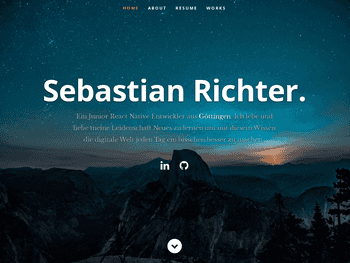 HOME ABOUT RESUME WORKS
Sebastian Richter.
Ein Junior React Native Entwickler aus Göttingen. Ich lebe und
liebe meine Leidenschaft Neues zu lernen um mit diesem Wissen
die digitale Welt jeden Tag ein bisschen besser zu machen.
in